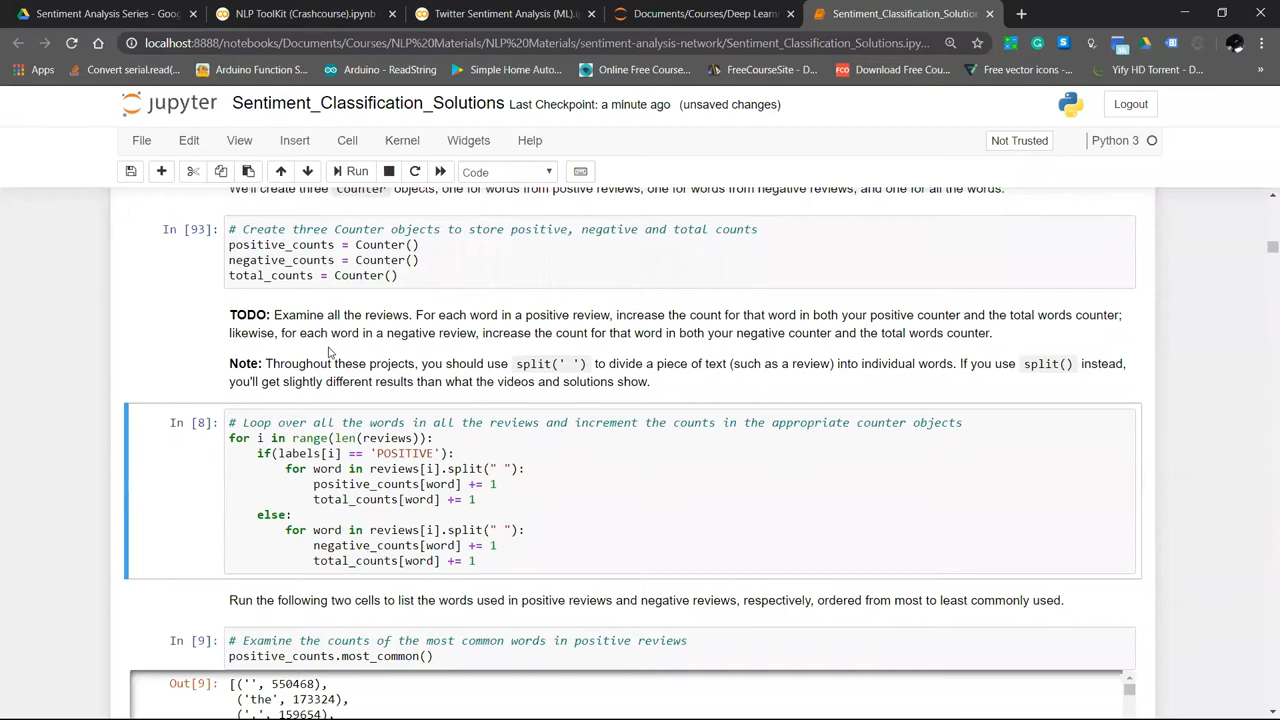 Sentiment Analysis Series - Goog
NLP ToolKit (Crashcourse).ipynb
Twitter Sentiment Analysis (ML).i
Documents/Courses/Deep Learn
Sentiment_Classification_Solution
localhost:8888/notebooks/Documents/Courses/NLP%20Materials/NLP%20Materials/sentiment-analysis-network/Sentiment_Classification_Solutions.ipy...
Apps
Convert serial.read(...
Arduino Function S...
Arduino - ReadString
Simple Home Auto...
Online Free Course...
FreeCourseSite - D...
FCO
Download Free Cou...
Free vector icons -...
Yify HD Torrent - D...
»
jupyter
Sentiment_Classification_Solutions Last Checkpoint: a minute ago (unsaved changes)
Logout
File Edit View Insert Cell Kernel Widgets Help
Not Trusted
Python 3
Run
Code
We'll create three Counter objects, one for words from postive reviews, one for words from negative reviews, and one for all the words.
In [93]:
# Create three Counter objects to store positive, negative and total counts
positive_counts = Counter()
negative_counts = Counter()
total_counts = Counter()
TODO: Examine all the reviews. For each word in a positive review, increase the count for that word in both your positive counter and the total words counter;
likewise, for each word in a negative review, increase the count for that word in both your negative counter and the total words counter.
Note: Throughout these projects, you should use split(' ') to divide a piece of text (such as a review) into individual words. If you use split() instead,
you'll get slightly different results than what the videos and solutions show.
In [8]:
# Loop over all the words in all the reviews and increment the counts in the appropriate counter objects
for i in range(len(reviews)):
if(labels[i] == 'POSITIVE'):
for word in reviews[i].split(" "):
positive_counts[word] += 1
total_counts[word] += 1
else:
for word in reviews[i].split(" "):
negative_counts[word] += 1
total_counts[word] += 1
Run the following two cells to list the words used in positive reviews and negative reviews, respectively, ordered from most to least commonly used.
In [9]:
# Examine the counts of the most common words in positive reviews
positive_counts.most_common()
Out[9]:
[('', 550468),
('the', 173324),
('.', 159654),